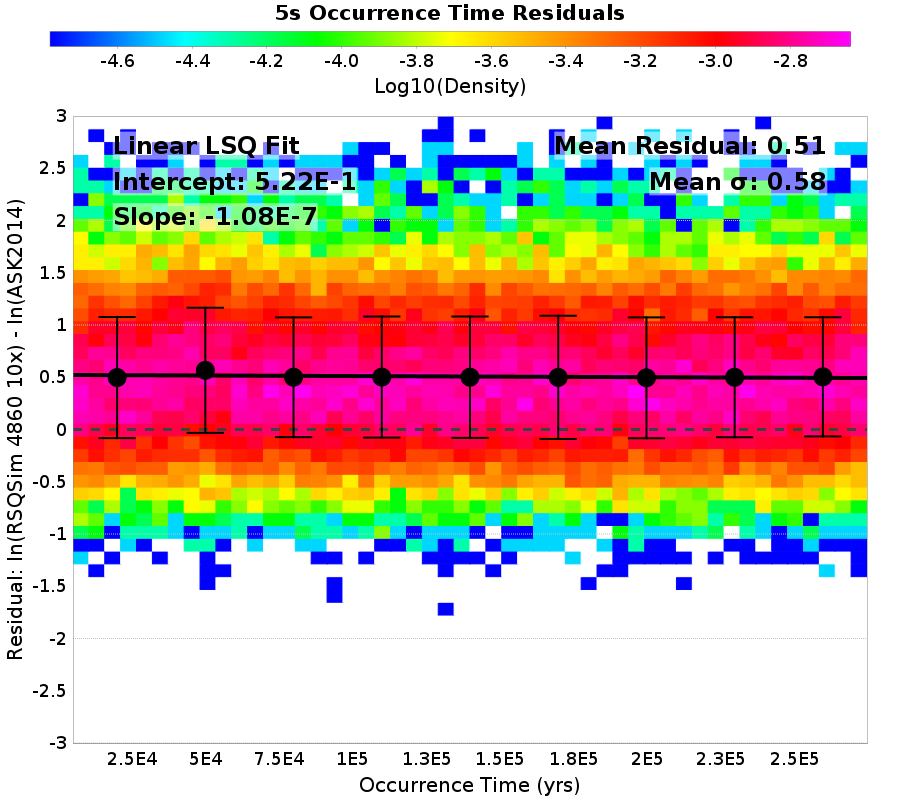 5s Occurrence Time Residuals
-4.6 -4.4 -4.2 -4.0 -3.8 -3.6 -3.4 -3.2 -3.0 -2.8
Log10(Density)
Linear LSQ Fit
Intercept: 5.22E-1
Slope: -1.08E-7
Mean Residual: 0.51
Mean σ: 0.58
Residual: ln(RSQSim 4860 10x) - ln(ASK2014)
3
2.5
2
1.5
1
0.5
0
-0.5
-1
-1.5
-2
-2.5
-3
2.5E4 5E4 7.5E4 1E5 1.3E5 1.5E5 1.8E5 2E5 2.3E5 2.5E5
Occurrence Time (yrs)